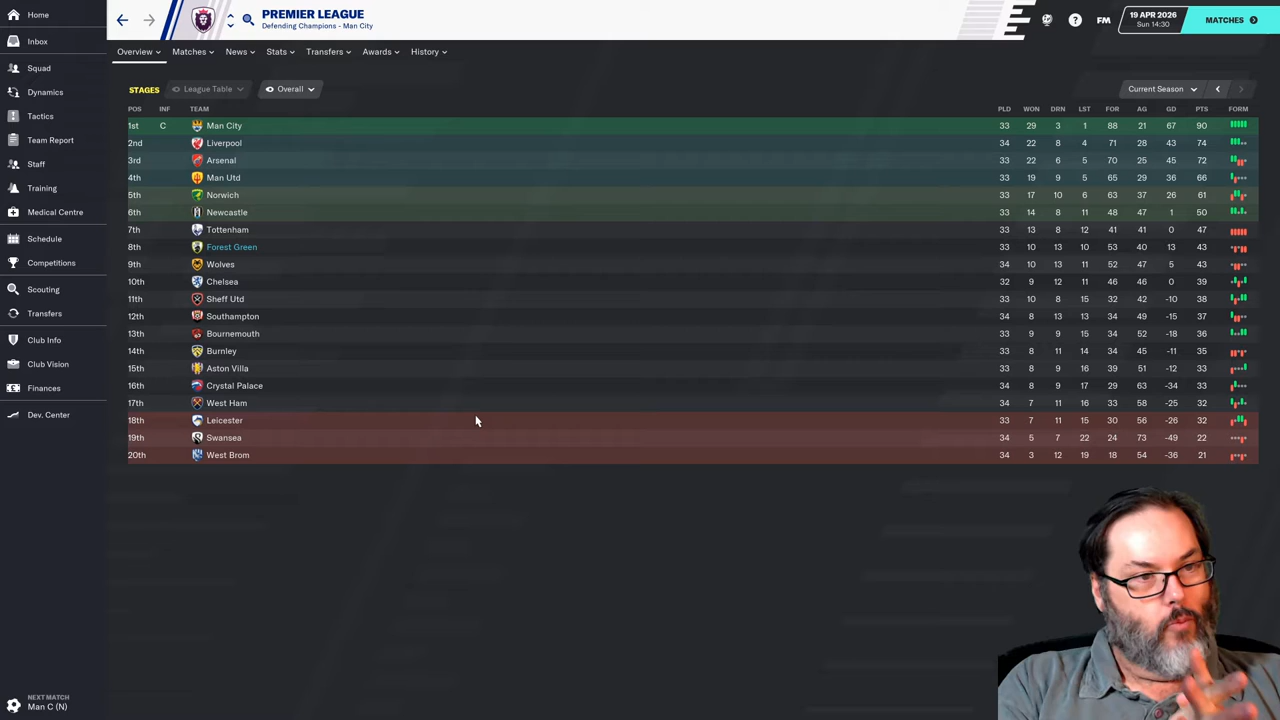 Home
Inbox
Squad
Dynamics
Tactics
Team Report
Staff
Training
Medical Centre
Schedule
Competitions
Scouting
Transfers
Club Info
Club Vision
Finances
Dev. Center
NEXT MATCH
Man C (N)
PREMIER LEAGUE
Defending Champions - Man City
? FM 19 APR 2026 MATCHES
Sun 14:30
Overview Matches News Stats Transfers Awards History
STAGES League Table Overall Current Season
POS INF TEAM PLD WON DRN LST FOR AG GD PTS FORM
1st C Man City 33 29 3 1 88 21 67 90
2nd Liverpool 34 22 8 4 71 28 43 74
3rd Arsenal 33 22 6 5 70 25 45 72
4th Man Utd 33 19 9 5 65 29 36 66
5th Norwich 33 17 10 6 63 37 26 61
6th Newcastle 33 14 8 11 48 47 1 50
7th Tottenham 33 13 8 12 41 41 0 47
8th Forest Green 33 10 13 10 53 40 13 43
9th Wolves 34 10 13 11 52 47 5 43
10th Chelsea 32 9 12 11 46 46 0 39
11th Sheff Utd 33 10 8 15 32 42 -10 38
12th Southampton 34 8 13 13 34 49 -15 37
13th Bournemouth 33 9 9 15 34 52 -18 36
14th Burnley 33 8 11 14 34 45 -11 35
15th Aston Villa 33 8 9 16 39 51 -12 33
16th Crystal Palace 34 8 9 17 29 63 -34 33
17th West Ham 34 7 11 16 33 58 -25 32
18th Leicester 33 7 11 15 30 56 -26 32
19th Swansea 34 5 7 22 24 73 -49 22
20th West Brom 34 3 12 19 18 54 -36 21